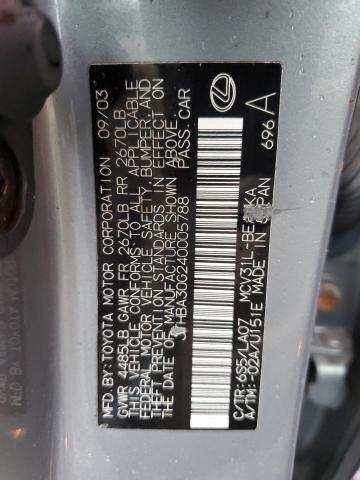 MFD. BY: TOYOTA MOTOR CORPORATION 09/03
GVWR 4485LB GAWR FR 2670LB RR 2670LB
THIS VEHICLE CONFORMS TO ALL APPLICABLE
FEDERAL MOTOR VEHICLE SAFETY, BUMPER, AND
THEFT PREVENTION STANDARDS IN EFFECT ON
THE DATE OF MANUFACTURE SHOWN ABOVE.
JTHBA30G240005788 PASS. CAR
C/TR: 6S5/LA07 MCV31L-
A/TM: -02A/U151E MADE IN JAPAN 696 A